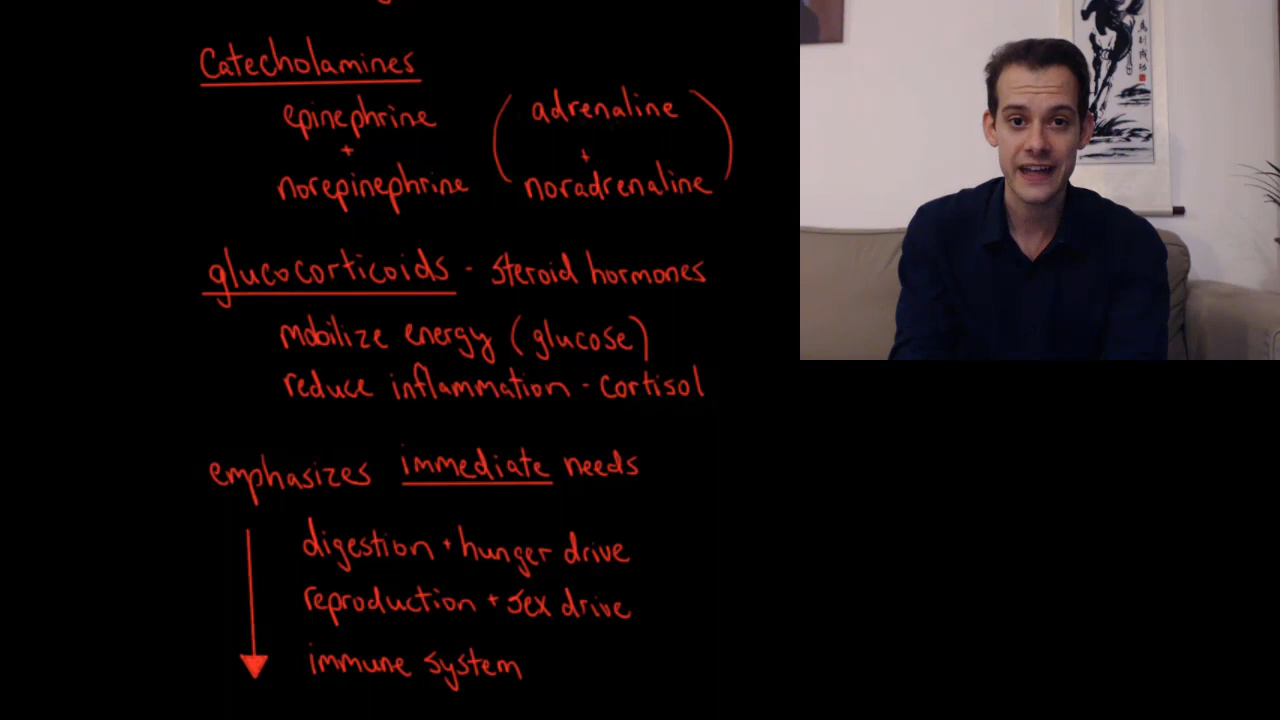 Catecholamines
epinephrine
+
norepinephrine
(adrenaline
+
noradrenaline)
glucocorticoids - steroid hormones
mobilize energy (glucose)
reduce inflammation - cortisol
emphasizes immediate needs
digestion + hunger drive
reproduction + sex drive
immune system